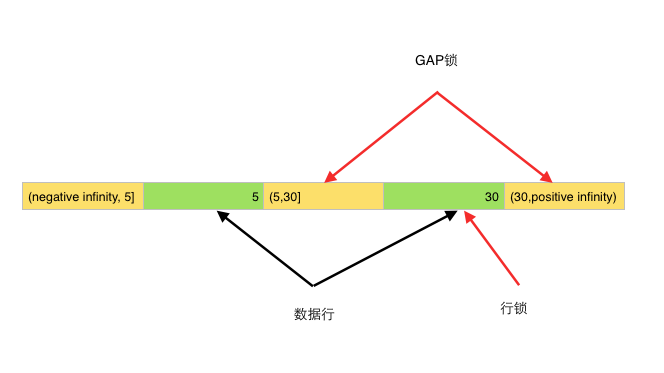 GAP锁
(negative infinity, 5] 5 (5,30] 30 (30,positive infinity)
数据行
行锁